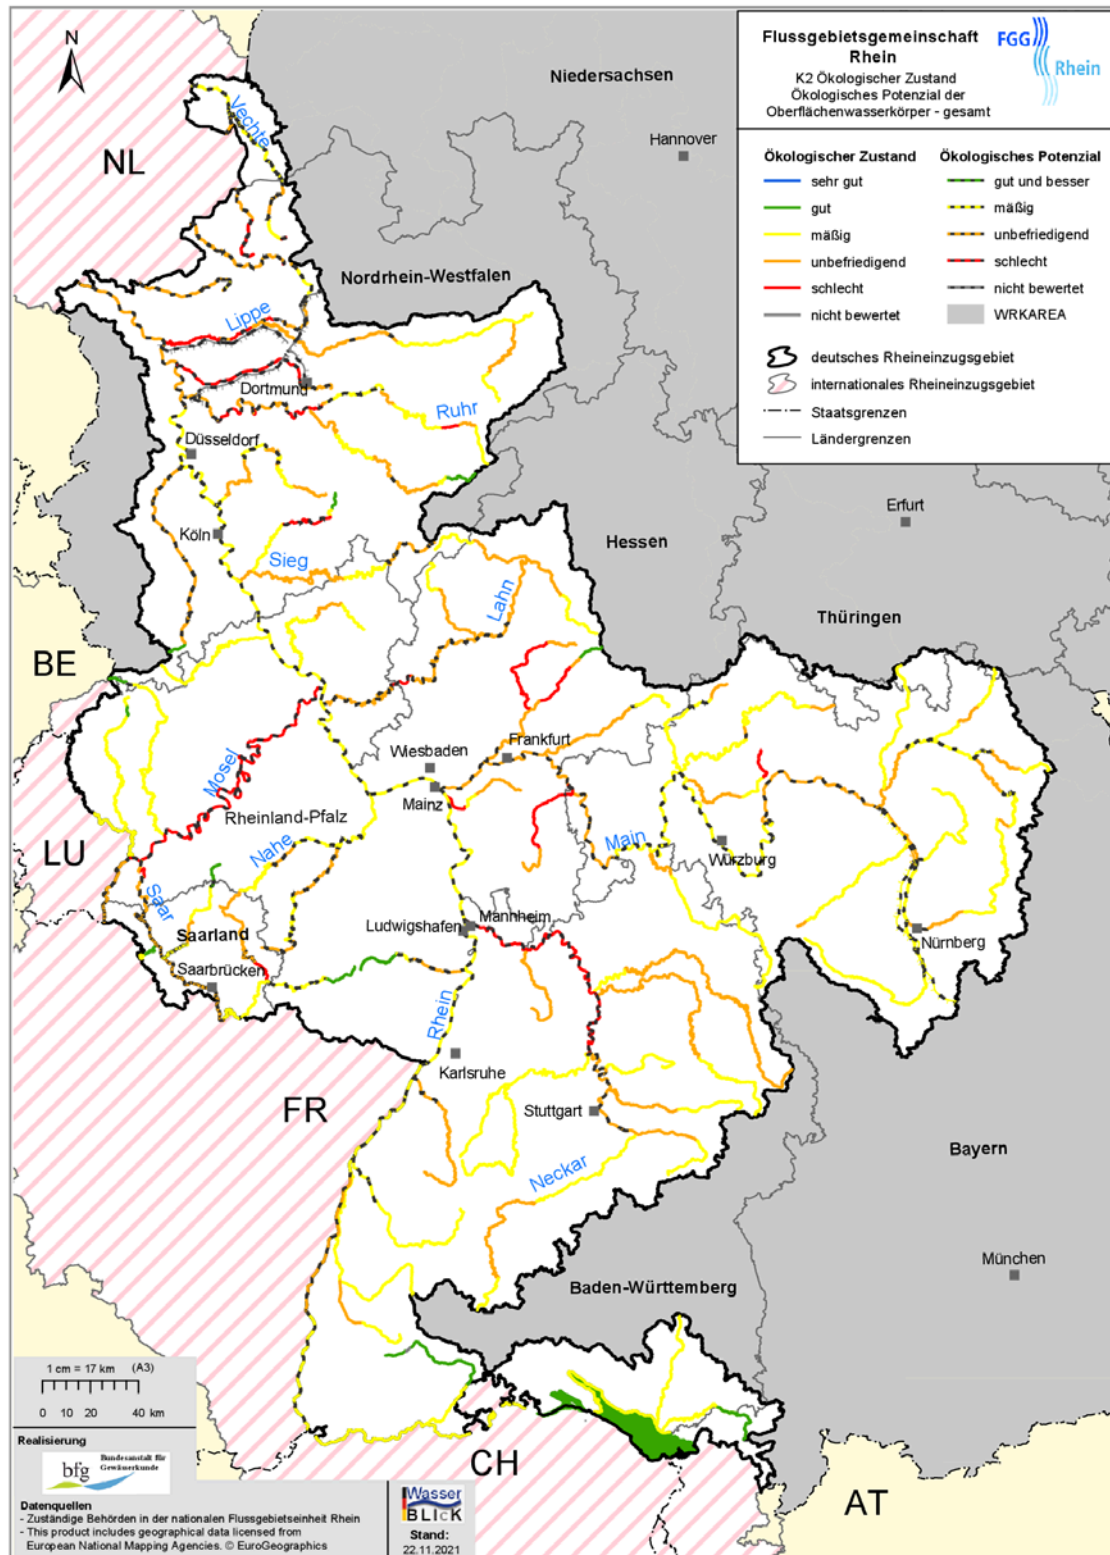 Flussgebietsgemeinschaft
Rhein
K2 Ökologischer Zustand
Ökologisches Potenzial der
Oberflächenwasserkörper - gesamt
FGG
Rhein
Ökologischer Zustand
sehr gut
gut
mäßig
unbefriedigend
schlecht
nicht bewertet
Ökologisches Potenzial
gut und besser
mäßig
unbefriedigend
schlecht
nicht bewertet
WRKAREA
deutsches Rheineinzugsgebiet
internationales Rheineinzugsgebiet
Staatsgrenzen
Ländergrenzen
N
Niedersachsen
Hannover
Vechte
NL
Nordrhein-Westfalen
Lippe
Dortmund
Ruhr
Düsseldorf
Köln
Sieg
Erfurt
Hessen
Lahn
Thüringen
BE
Wiesbaden
Frankfurt
Mosel
Mainz
Rheinland-Pfalz
LU
Nahe
Main
Würzburg
Saar
Saarland
Ludwigshafen
Mannheim
Nürnberg
Saarbrücken
Rhein
Karlsruhe
FR
Stuttgart
Neckar
Bayern
München
Baden-Württemberg
CH
AT
1 cm = 17 km (A3)
0 10 20 40 km
Realisierung
bfg
Bundesanstalt für
Gewässerkunde
Datenquellen
- Zuständige Behörden in der nationalen Flussgebietseinheit Rhein
- This product includes geographical data licensed from
European National Mapping Agencies. © EuroGeographics
Wasser
BLIcK
Stand:
22.11.2021